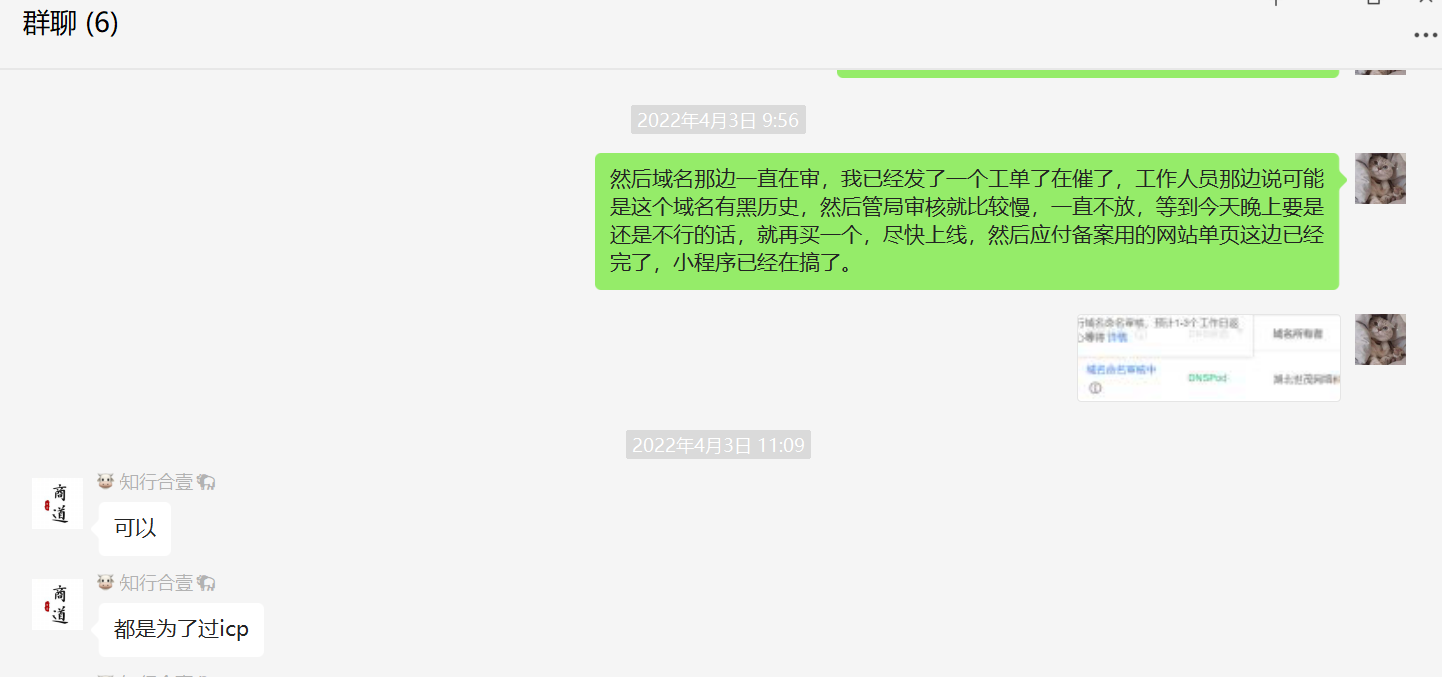 群聊 (6)
2022年4月3日 9:56
然后域名那边一直在审，我已经发了一个工单了在催了，工作人员那边说可能
是这个域名有黑历史，然后管局审核就比较慢，一直不放，等到今天晚上要是
还是不行的话，就再买一个，尽快上线，然后应付备案用的网站单页这边已经
完了，小程序已经在搞了。
行域名命名审核，预计1-3个工作日返
心等待 详情
域名所有者
域名命名审核中
DNSPod
2022年4月3日 11:09
商道
知行合壹
可以
商道
知行合壹
都是为了过icp